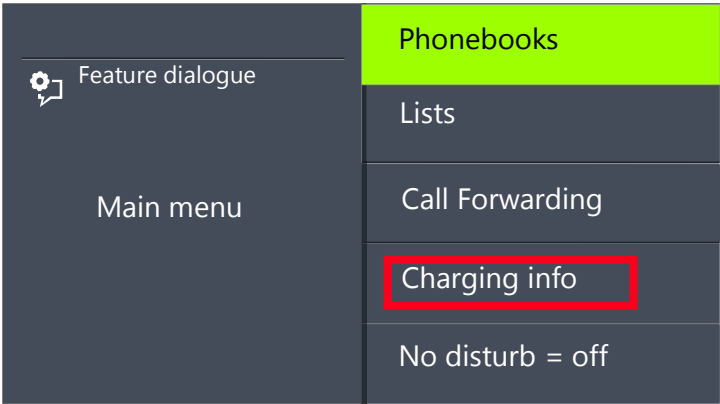 Feature dialogue
Main menu
Phonebooks
Lists
Call Forwarding
Charging info
No disturb = off